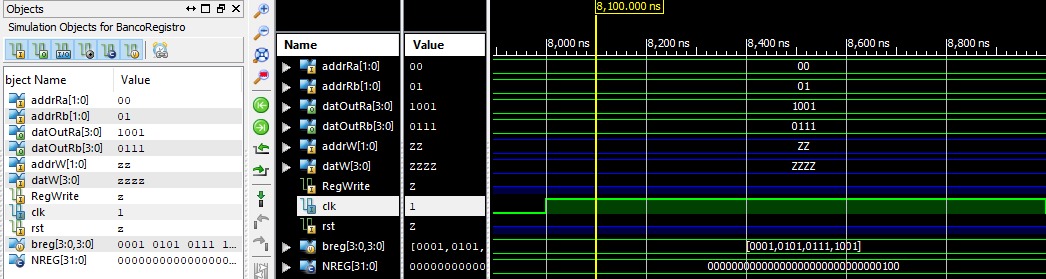 Objects
Simulation Objects for BancoRegistro
bject Name Value
addrRa[1:0] 00
addrRb[1:0] 01
datOutRa[3:0] 1001
datOutRb[3:0] 0111
addrW[1:0] zz
datW[3:0] zzzz
RegWrite z
clk 1
rst z
breg[3:0,3:0] 0001 0101 0111 1...
NREG[31:0] 0000000000000000...
Name Value
addrRa[1:0] 00
addrRb[1:0] 01
datOutRa[3:0] 1001
datOutRb[3:0] 0111
addrW[1:0] ZZ
datW[3:0] ZZZZ
RegWrite z
clk 1
rst z
breg[3:0,3:0] [0001,0101,
NREG[31:0] 00000000000
8,100.000 ns
8,000 ns 8,200 ns 8,400 ns 8,600 ns 8,800 ns
00
01
1001
0111
ZZ
ZZZZ
[0001,0101,0111,1001]
00000000000000000000000000000100